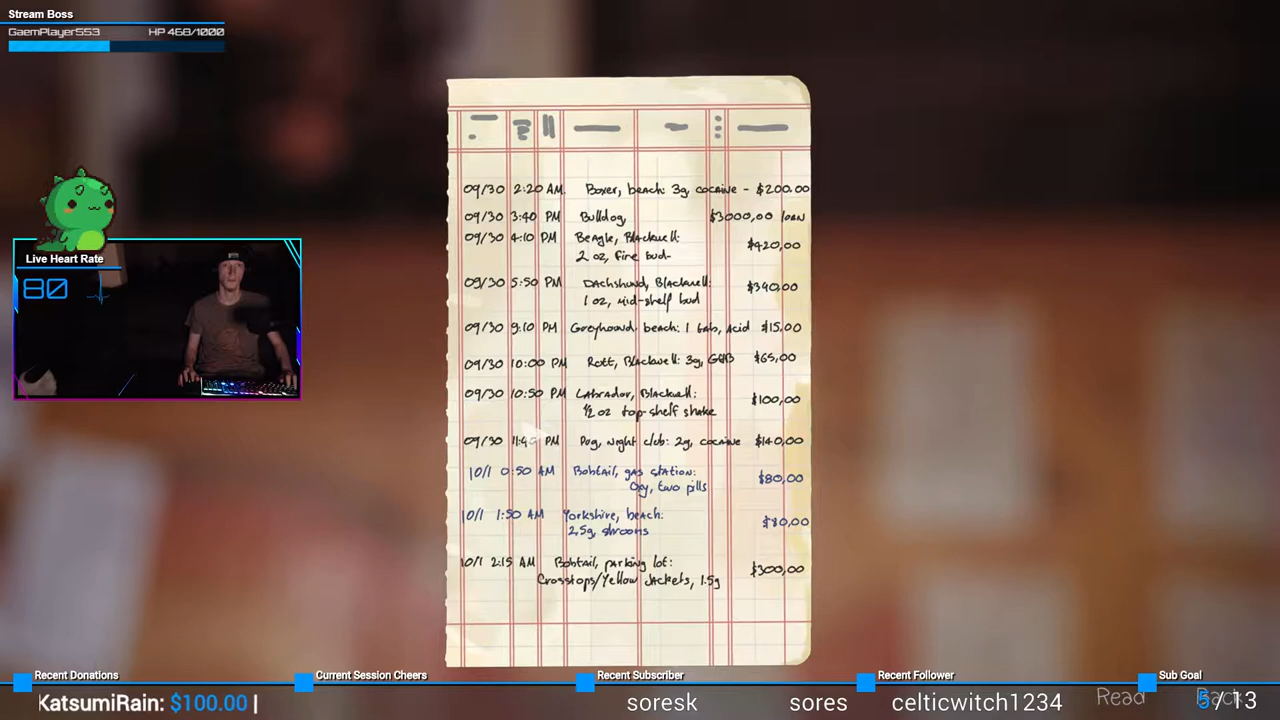 Stream Boss
GaemPlayer553 HP 468/1000
09/30 2:20 AM. Boxer, beach: 3g, cocaine - $200.00
09/30 3:40 PM Bulldog, $3000,00 loan
09/30 4:10 PM Beagle, Blackwell: $420,00
2 oz, fire bud-
Live Heart Rate
80
09/30 5:50 PM Dachshund, Blackwell: $340,00
1 oz, mid-shelf bud
09/30 9:10 PM Greyhound, beach: 1 tab, Acid $15,00
09/30 10:00 PM Rott, Blackwell: 3g, GHB $65,00
09/30 10:50 PM Labrador, Blackwell: $100,00
1/2 oz top-shelf shake
09/30 11:40 PM Pog, night club: 2g, cocaine $140,00
10/1 0:50 AM Bobtail, gas station: $80,00
Oxy, two pills
10/1 1:50 AM Yorkshire, beach: $80,00
2,5g, shrooms
10/1 2:15 AM Bobtail, parking lot: $300,00
Crosstops/Yellow Jackets, 1.5g
Recent Donations Current Session Cheers Recent Subscriber Recent Follower Sub Goal
KatsumiRain: $100.00 | soresk sores celticwitch1234 5 / 13
Read Back